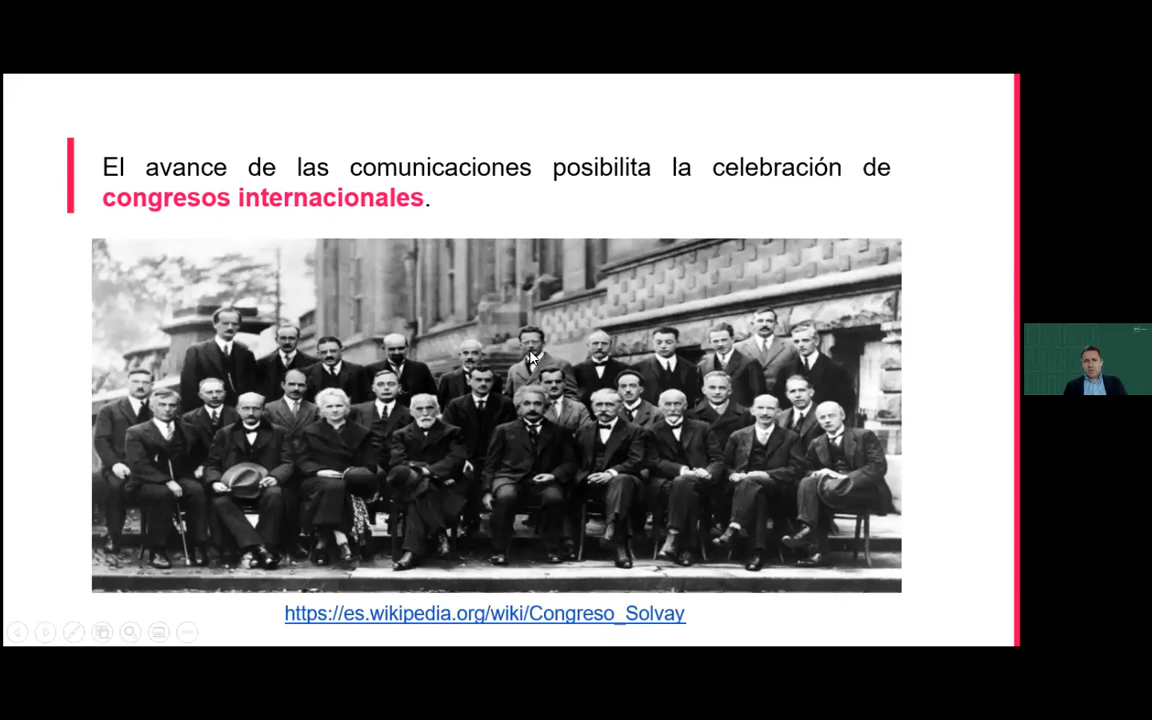 El avance de las comunicaciones posibilita la celebración de
congresos internacionales.
https://es.wikipedia.org/wiki/Congreso_Solvay